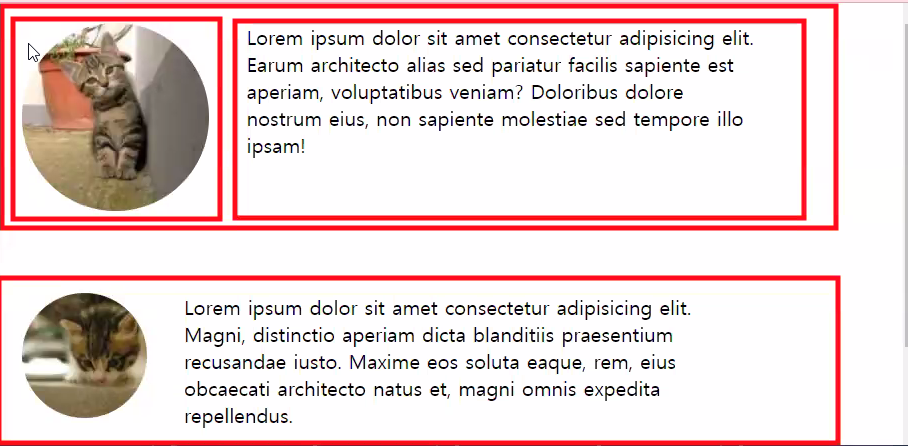 Lorem ipsum dolor sit amet consectetur adipisicing elit.
Earum architecto alias sed pariatur facilis sapiente est
aperiam, voluptatibus veniam? Doloribus dolore
nostrum eius, non sapiente molestiae sed tempore illo
ipsam!
Lorem ipsum dolor sit amet consectetur adipisicing elit.
Magni, distinctio aperiam dicta blanditiis praesentium
recusandae iusto. Maxime eos soluta eaque, rem, eius
obcaecati architecto natus et, magni omnis expedita
repellendus.